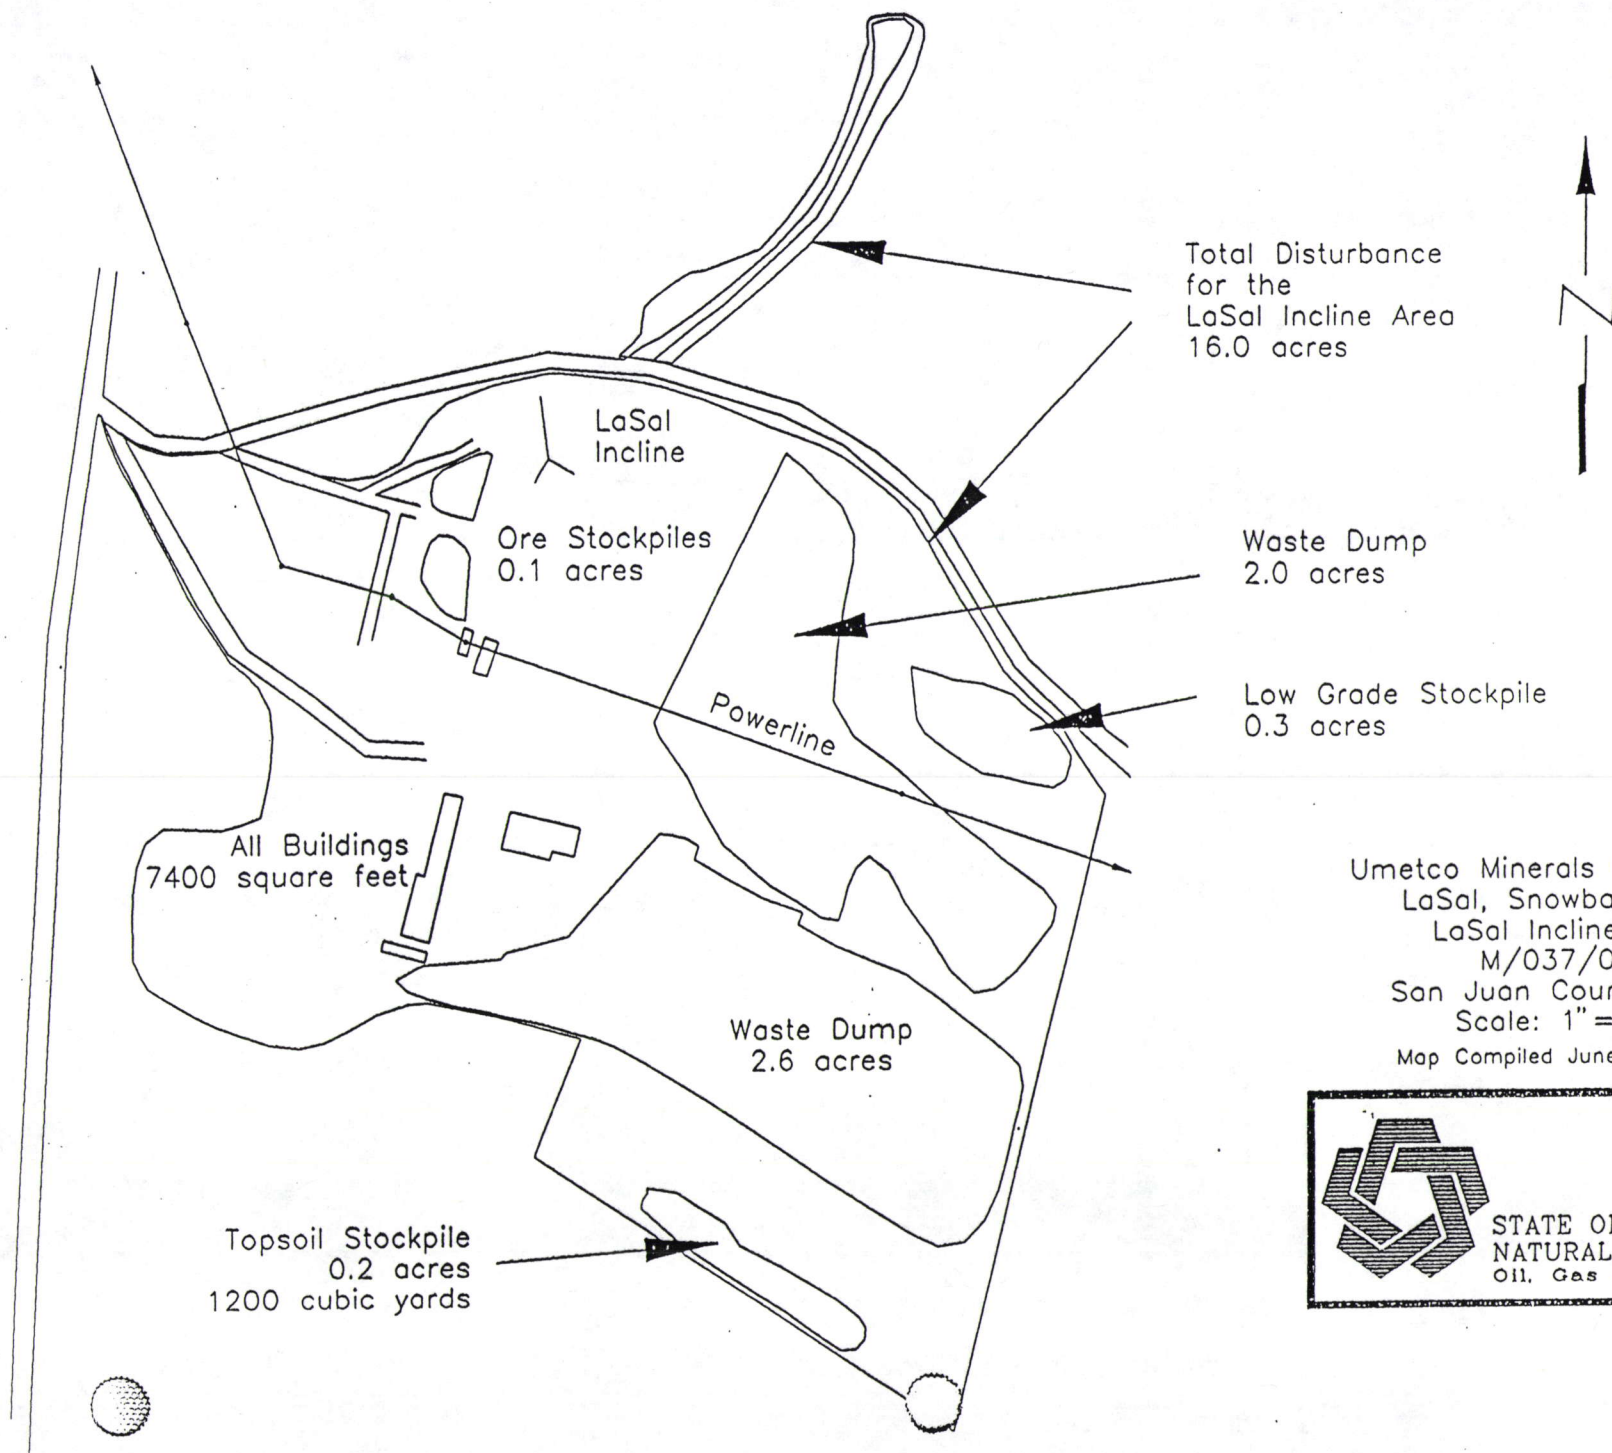 Total Disturbance
for the
LaSal Incline Area
16.0 acres
LaSal
Incline
Ore Stockpiles
0.1 acres
Waste Dump
2.0 acres
Low Grade Stockpile
0.3 acres
Powerline
All Buildings
7400 square feet
Umetco Minerals
LaSal, Snowba
LaSal Incline
M/037/0
San Juan Cour
Scale: 1"=
Map Compiled June
Waste Dump
2.6 acres
Topsoil Stockpile
0.2 acres
1200 cubic yards
STATE O
NATURAL
Oil, Gas